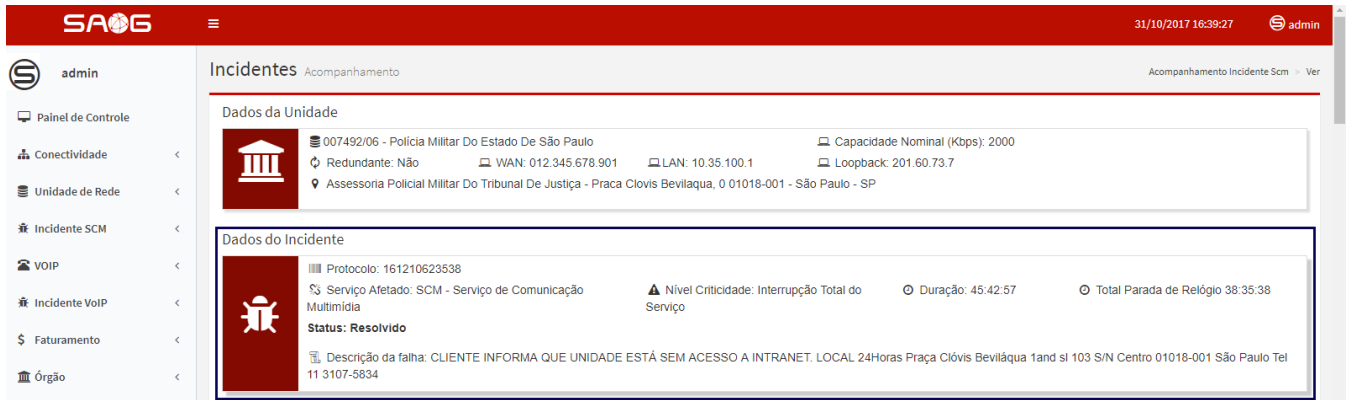 SAOG
31/10/2017 16:39:27 admin
admin
Incidentes Acompanhamento
Acompanhamento Incidente Scm » Ver
Painel de Controle
Conectividade
Unidade de Rede
Incidente SCM
VOIP
Incidente VoIP
Faturamento
Órgão
Dados da Unidade
007492/06 - Polícia Militar Do Estado De São Paulo Capacidade Nominal (Kbps): 2000
Redundante: Não WAN: 012.345.678.901 LAN: 10.35.100.1 Loopback: 201.60.73.7
Assessoria Policial Militar Do Tribunal De Justiça - Praca Clovis Bevilaqua, 0 01018-001 - São Paulo - SP
Dados do Incidente
Protocolo: 161210623538
Serviço Afetado: SCM - Serviço de Comunicação
Multimídia
Nível Criticidade: Interrupção Total do
Serviço
Duração: 45:42:57
Total Parada de Relógio 38:35:38
Status: Resolvido
Descrição da falha: CLIENTE INFORMA QUE UNIDADE ESTÁ SEM ACESSO A INTRANET. LOCAL 24Horas Praça Clóvis Beviláqua 1and sl 103 S/N Centro 01018-001 São Paulo Tel
11 3107-5834